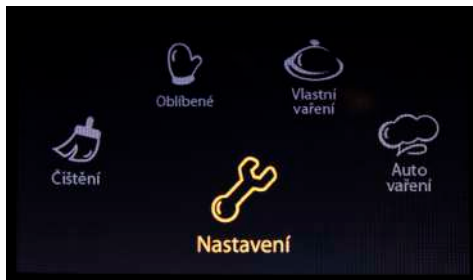 Oblíbené
Vlastní
vaření
Čištění
Auto
vaření
Nastavení